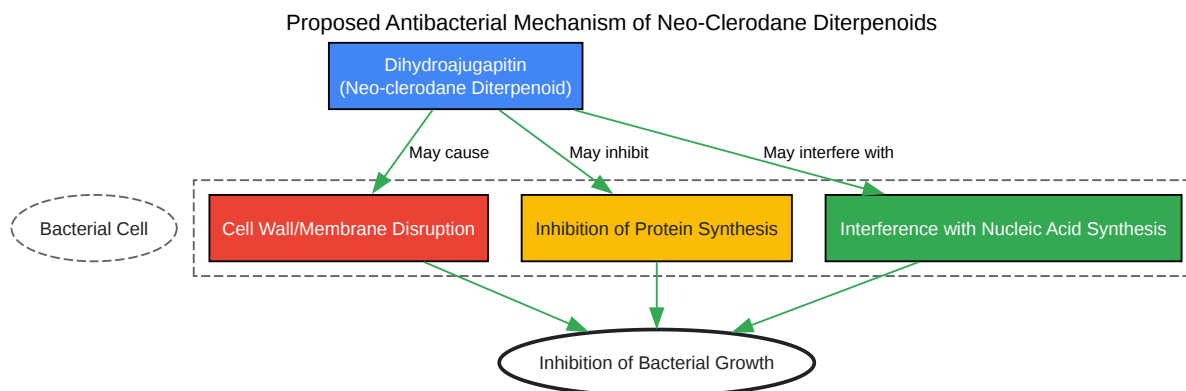 Proposed Antibacterial Mechanism of Neo-Clerodane Diterpenoids
Dihydroajugapitin
(Neo-clerodane Diterpenoid)
May cause
May inhibit
May interfere with
Bacterial Cell
Cell Wall/Membrane Disruption
Inhibition of Protein Synthesis
Interference with Nucleic Acid Synthesis
Inhibition of Bacterial Growth